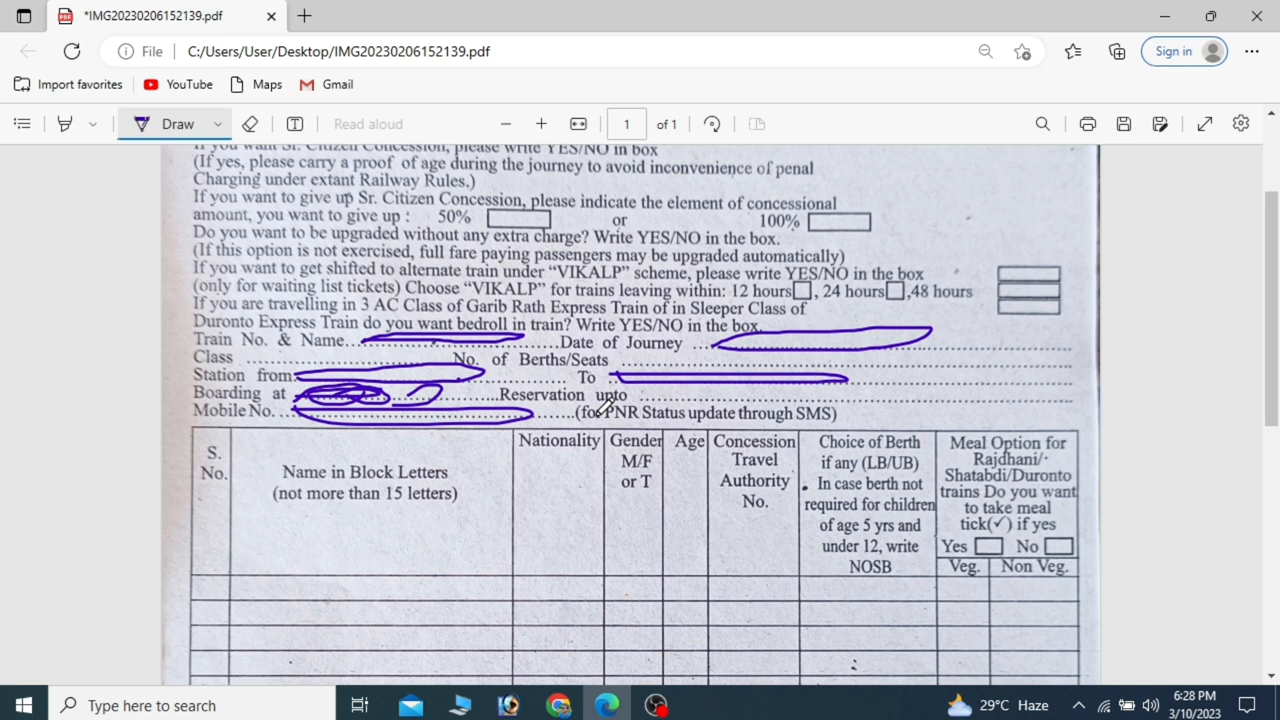 *IMG20230206152139.pdf
File C:/Users/User/Desktop/IMG20230206152139.pdf Sign in
Import favorites YouTube Maps Gmail
Draw Read aloud 1 of 1
If you want Sr. Citizen Concession, please write YES/NO in box
(If yes, please carry a proof of age during the journey to avoid inconvenience of penal
Charging under extant Railway Rules.)
If you want to give up Sr. Citizen Concession, please indicate the element of concessional
amount, you want to give up : 50% or 100%
Do you want to be upgraded without any extra charge? Write YES/NO in the box.
(If this option is not exercised, full fare paying passengers may be upgraded automatically)
If you want to get shifted to alternate train under “VIKALP” scheme, please write YES/NO in the box
(only for waiting list tickets) Choose “VIKALP” for trains leaving within: 12 hours, 24 hours,48 hours
If you are travelling in 3 AC Class of Garib Rath Express Train of in Sleeper Class of
Duronto Express Train do you want bedroll in train? Write YES/NO in the box.
Train No. & Name..............................Date of Journey ..............................
Class ..............................No. of Berths/Seats ..............................
Station from.............................. To ..............................
Boarding at ..............................Reservation upto ..............................
Mobile No...............................(for PNR Status update through SMS)
S.
No.
Name in Block Letters
(not more than 15 letters)
Nationality
Gender
M/F
or T
Age
Concession
Travel
Authority
No.
Choice of Berth
if any (LB/UB)
In case berth not
required for children
of age 5 yrs and
under 12, write
NOSB
Meal Option for
Rajdhani/
Shatabdi/Duronto
trains Do you want
to take meal
tick(✓) if yes
Yes No
Veg. Non Veg.
Type here to search 29°C Haze 6:28 PM
3/10/2023